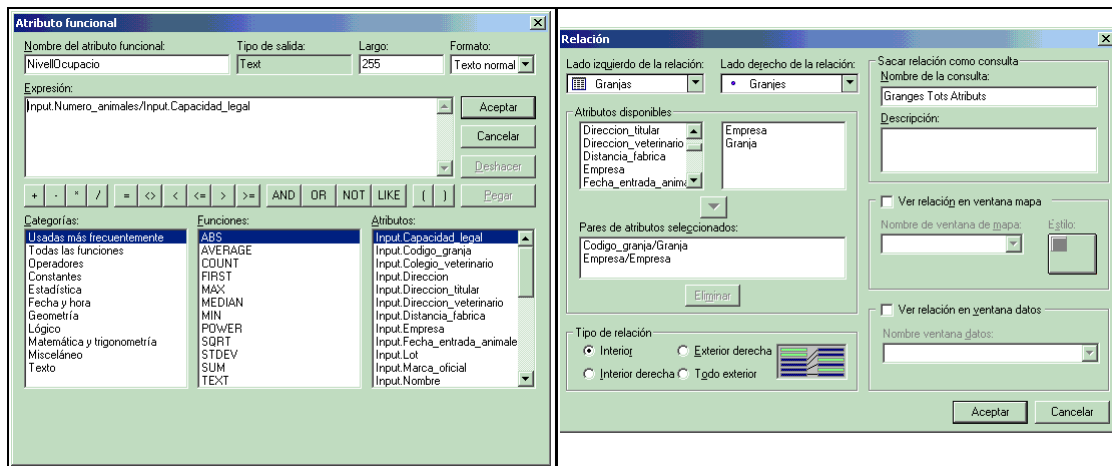 Atributo funcional
Nombre del atributo funcional: Tipo de salida: Largo: Formato:
NivellOcupacio Text 255 Texto normal
Expresión:
Input.Numero_animales/Input.Capacidad_legal
Aceptar
Cancelar
Deshacer
+ - * / = <> < <= > >= AND OR NOT LIKE ( ) Pegar
Categorías: Funciones: Atributos:
Usadas más frecuentemente ABS Input.Capacidad_legal
Todas las funciones AVERAGE Input.Codigo_granja
Operadores COUNT Input.Colegio_veterinario
Constantes FIRST Input.Direccion
Estadística MAX Input.Direccion_titular
Fecha y hora MEDIAN Input.Direccion_veterinario
Geometría MIN Input.Distancia_fabrica
Lógico POWER Input.Empresa
Matemática y trigonometría SQRT Input.Fecha_entrada_animale
Misceláneo STDEV Input.Lot
Texto SUM Input.Marca_oficial
TEXT Input.Nombre
Relación
Lado izquierdo de la relación: Lado derecho de la relación:
Granjas Granjes
Atributos disponibles
Direccion_titular Empresa
Direccion_veterinario Granja
Distancia_fabrica
Empresa
Fecha_entrada_anima
Pares de atributos seleccionados:
Codigo_granja/Granja
Empresa/Empresa
Eliminar
Tipo de relación
Interior Exterior derecha
Interior derecha Todo exterior
Sacar relación como consulta
Nombre de la consulta:
Granges Tots Atributs
Descripción:
Ver relación en ventana mapa
Nombre de ventana de mapa: Estilo:
Ver relación en ventana datos
Nombre ventana datos:
Aceptar Cancelar